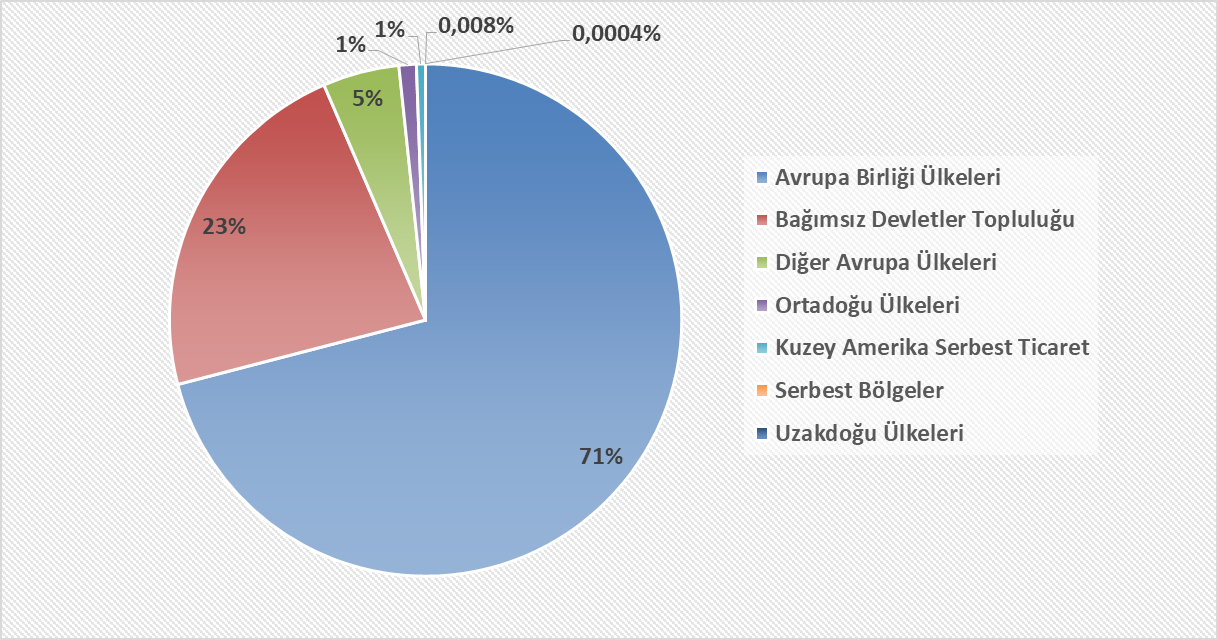 1%
1%
0,008%
0,0004%
5%
23%
71%
Avrupa Birliği Ülkeleri
Bağımsız Devletler Topluluğu
Diğer Avrupa Ülkeleri
Ortadoğu Ülkeleri
Kuzey Amerika Serbest Ticaret
Serbest Bölgeler
Uzakdoğu Ülkeleri